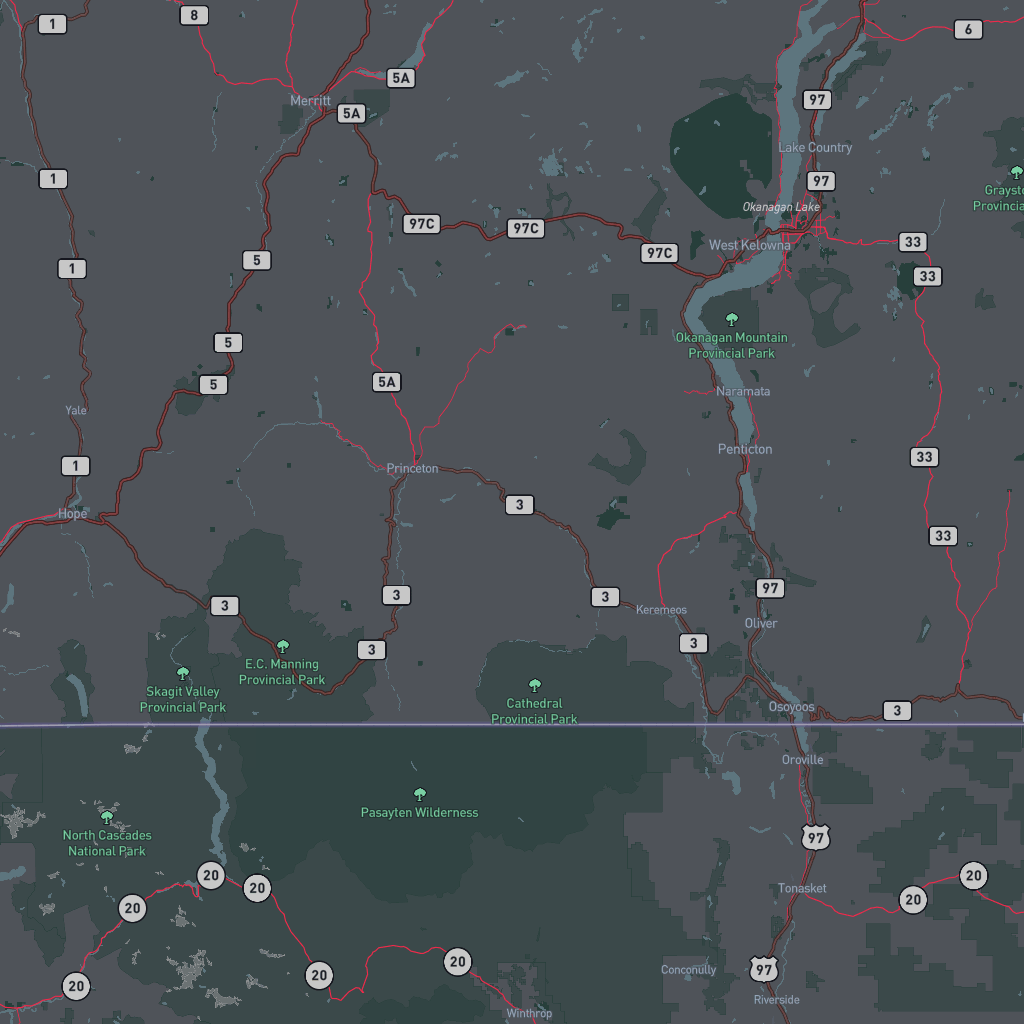 8
1
6
5A
Merritt
97
5A
Lake Country
1
97
Graysto
Provincia
Okanagan Lake
97C
97C
33
West Kelowna
97C
5
1
33
Okanagan Mountain
Provincial Park
5
5A
5
Naramata
Yale
Penticton
33
1
Princeton
3
Hope
33
97
3
3
3
Keremeos
Oliver
3
3
E.C. Manning
Provincial Park
Skagit Valley
Provincial Park
Cathedral
Provincial Park
Osoyoos
3
Oroville
Pasayten Wilderness
North Cascades
National Park
97
20
20
20
Tonasket
20
20
20
20
Conconully
97
20
Riverside
Winthrop